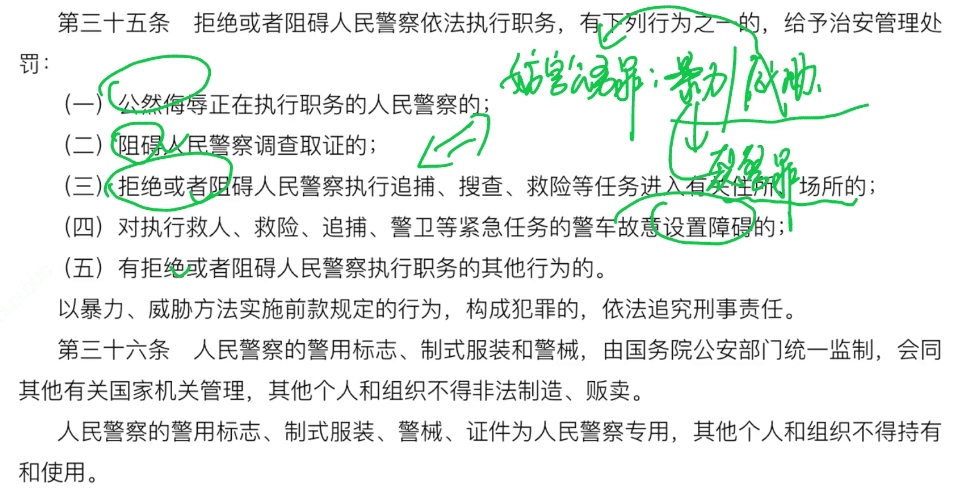 第三十五条 拒绝或者阻碍人民警察依法执行职务，有下列行为之一的，给予治安管理处
罚：
妨害公务罪：暴力/威胁
（一）公然侮辱正在执行职务的人民警察的；
（二）阻碍人民警察调查取证的；
袭警罪
（三）拒绝或者阻碍人民警察执行追捕、搜查、救险等任务进入有关住所、场所的；
（四）对执行救人、救险、追捕、警卫等紧急任务的警车故意设置障碍的；
（五）有拒绝或者阻碍人民警察执行职务的其他行为的。
以暴力、威胁方法实施前款规定的行为，构成犯罪的，依法追究刑事责任。
第三十六条 人民警察的警用标志、制式服装和警械，由国务院公安部门统一监制，会同
其他有关国家机关管理，其他个人和组织不得非法制造、贩卖。
人民警察的警用标志、制式服装、警械、证件为人民警察专用，其他个人和组织不得持有
和使用。